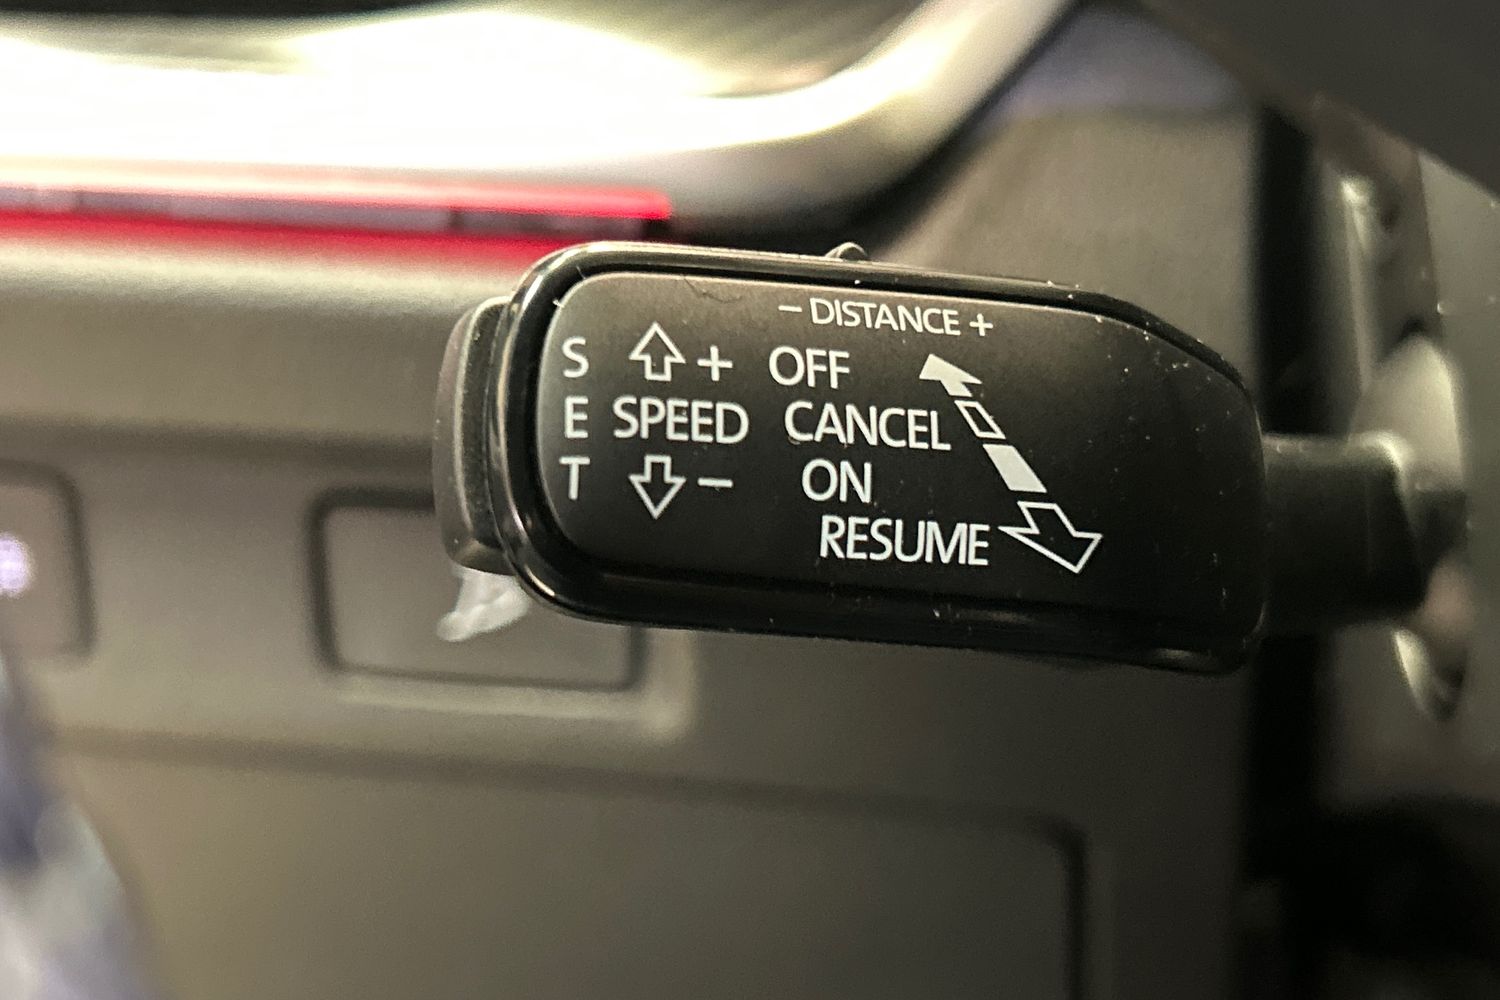 − DISTANCE +
S + OFF
E SPEED CANCEL
T − ON
RESUME